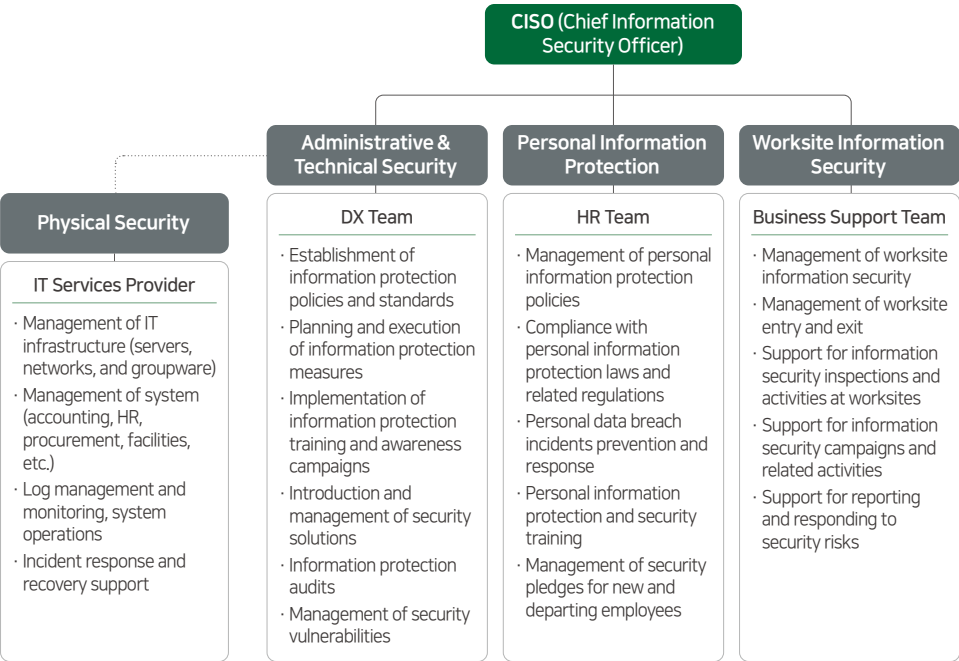 CISO (Chief Information
Security Officer)
Administrative &
Technical Security
Personal Information
Protection
Worksite Information
Security
Physical Security
IT Services Provider
· Management of IT
infrastructure (servers,
networks, and groupware)
· Management of system
(accounting, HR,
procurement, facilities,
etc.)
· Log management and
monitoring, system
operations
· Incident response and
recovery support
DX Team
· Establishment of
information protection
policies and standards
· Planning and execution
of information protection
measures
· Implementation of
information protection
training and awareness
campaigns
· Introduction and
management of security
solutions
· Information protection
audits
· Management of security
vulnerabilities
HR Team
· Management of personal
information protection
policies
· Compliance with
personal information
protection laws and
related regulations
· Personal data breach
incidents prevention and
response
· Personal information
protection and security
training
· Management of security
pledges for new and
departing employees
Business Support Team
· Management of worksite
information security
· Management of worksite
entry and exit
· Support for information
security inspections and
activities at worksites
· Support for information
security campaigns and
related activities
· Support for reporting
and responding to
security risks